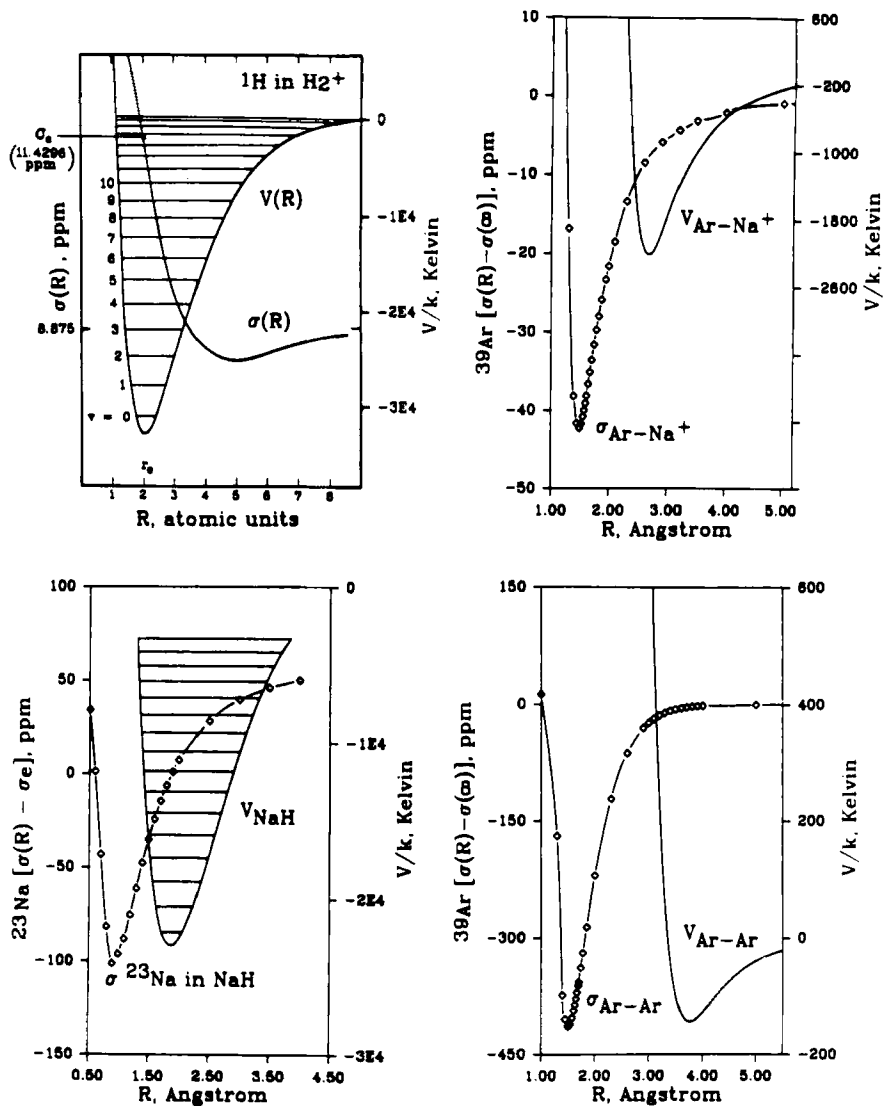 ¹H in H2⁺
σe
(11.4296 ppm)
σ(R), ppm
8.875
10
9
8
7
6
5
4
3
2
1
v = 0
V(R)
σ(R)
re
0
-1E4
-2E4
-3E4
V/k, Kelvin
1 2 3 4 5 6 7 8
R, atomic units
10
0
-10
-20
-30
-40
-50
39Ar [σ(R)-σ(∞)], ppm
V Ar-Na⁺
σ Ar-Na⁺
600
-200
-1000
-1800
-2600
V/k, Kelvin
1.00 2.00 3.00 4.00 5.00
R, Angstrom
100
50
0
-50
-100
-150
23Na [σ(R) - σe], ppm
V NaH
σ 23Na in NaH
0
-1E4
-2E4
-3E4
V/k, Kelvin
0.50 1.50 2.50 3.50 4.50
R, Angstrom
150
0
-150
-300
-450
39Ar [σ(R)-σ(∞)], ppm
V Ar-Ar
σ Ar-Ar
600
400
200
0
-200
V/k, Kelvin
1.00 2.00 3.00 4.00 5.00
R, Angstrom